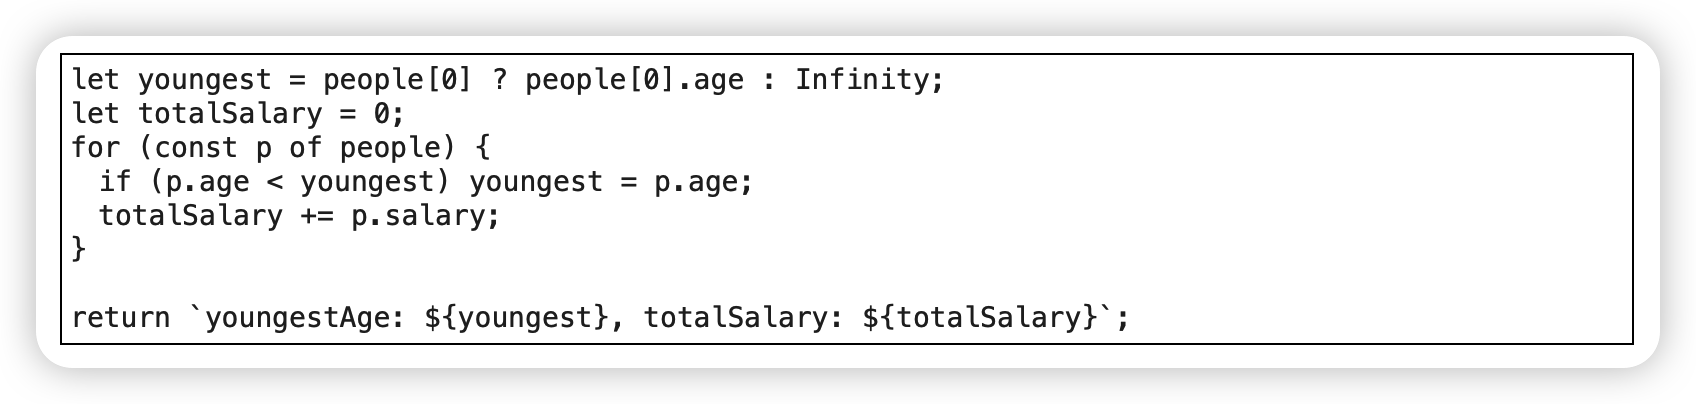 let youngest = people[0] ? people[0].age : Infinity;
let totalSalary = 0;
for (const p of people) {
  if (p.age < youngest) youngest = p.age;
  totalSalary += p.salary;
}

return `youngestAge: ${youngest}, totalSalary: ${totalSalary}`;